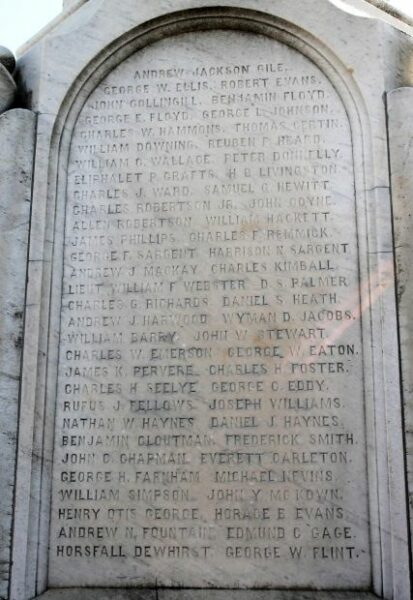 ANDREW JACKSON GILE.
GEORGE W. ELLIS. ROBERT EVANS.
JOHN GOLLINGILL. BENJAMIN FLOYD.
GEORGE E. FLOYD. GEORGE L. JOHNSON.
CHARLES W. HAMMONS. THOMAS CERTIN.
WILLIAM DOWNING. REUBEN F. HEARD.
WILLIAM C. WALLACE. PETER DONNELLY.
ELIPHALET P. CRAFTS. H. B. LIVINGSTON.
CHARLES J. WARD. SAMUEL G. HEWITT.
CHARLES ROBERTSON JR. JOHN COYNE.
ALLEN ROBERTSON. WILLIAM HACKETT.
JAMES PHILLIPS. CHARLES F. REMMICK.
GEORGE F. SARGENT. HARRISON N. SARGENT
ANDREW J. MACKAY. CHARLES KIMBALL.
LIEUT. WILLIAM F. WEBSTER. D. S. PALMER.
CHARLES G. RICHARDS. DANIEL S. HEATH.
ANDREW J. HARWOOD. WYMAN D. JACOBS.
WILLIAM BARRY. JOHN W. STEWART.
CHARLES W. EMERSON. GEORGE W. EATON.
JAMES K. PERVERE. CHARLES H. FOSTER.
CHARLES H. SEELYE. GEORGE C. EDDY.
RUFUS J. FELLOWS. JOSEPH WILLIAMS.
NATHAN W. HAYNES. DANIEL J. HAYNES.
BENJAMIN CLOUTMAN. FREDERICK SMITH.
JOHN C. CHAPMAN. EVERETT CARLETON.
GEORGE H. FARNHAM. MICHAEL NEVINS.
WILLIAM SIMPSON. JOHN Y. MCKOWN.
HENRY OTIS GEORGE. HORACE E. EVANS.
ANDREW N. FOUNTAIN. EDMUND C. GAGE.
HORSFALL DEWHIRST. GEORGE W. FLINT.